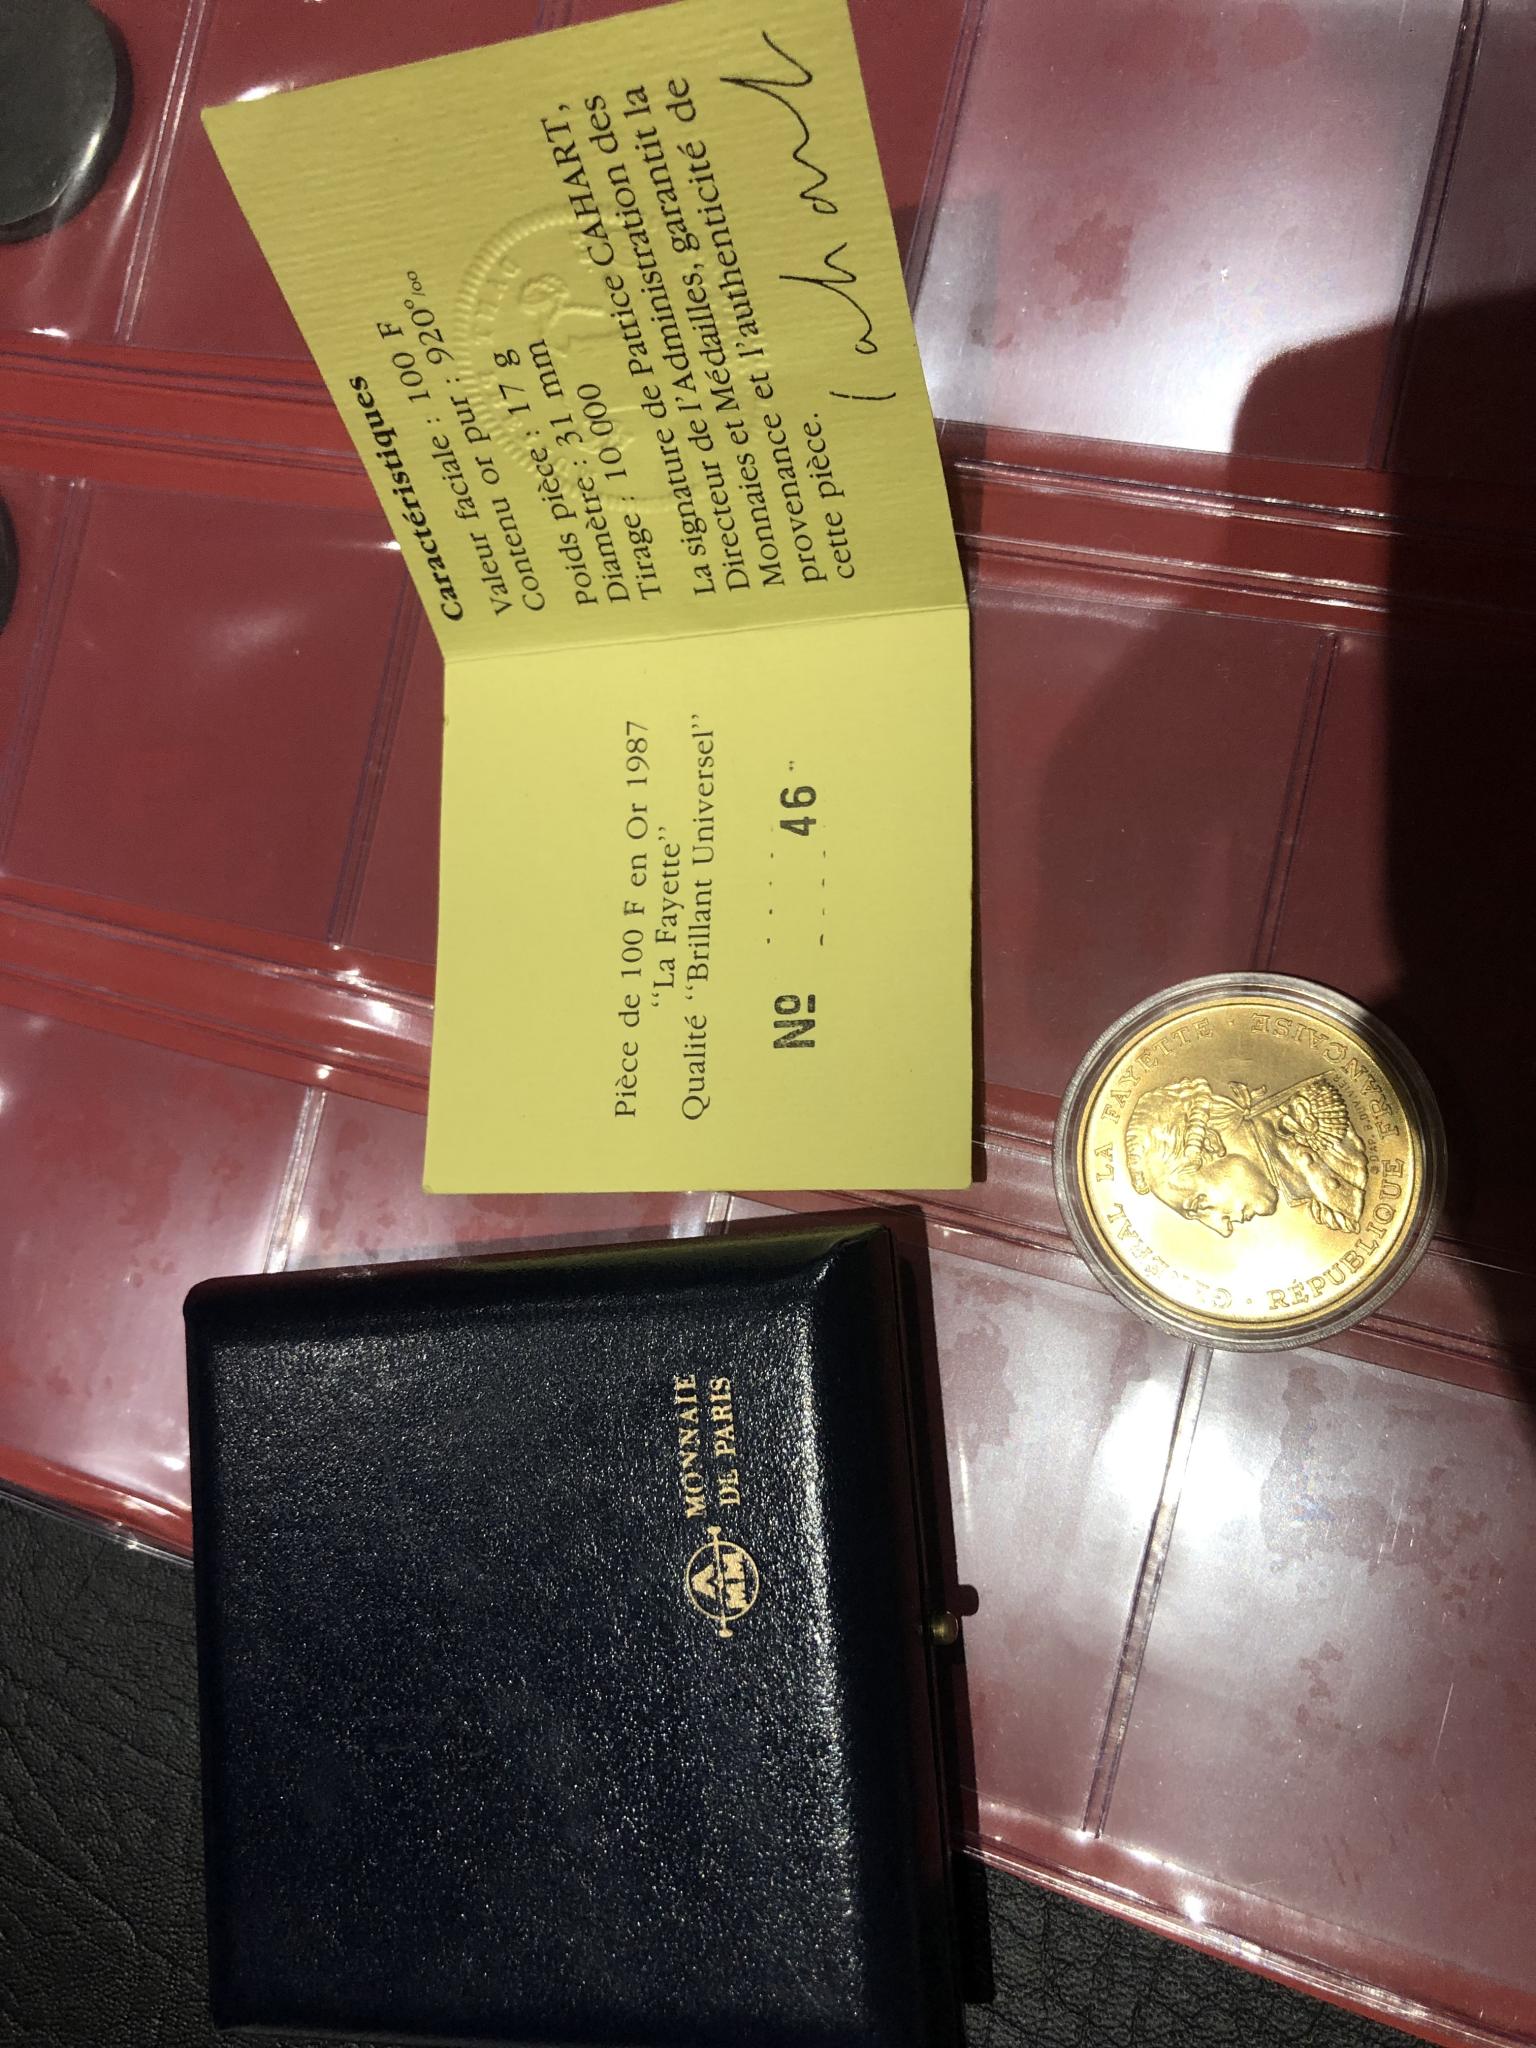 Caractéristiques
Valeur faciale : 100 F
Contenu or pur : 920°/∞
Poids pièce : 17 g
Diamètre : 31 mm
Tirage : 10 000
La signature de Patrice CAHART,
Directeur de l'Administration des
Monnaies et Médailles, garantit la
provenance et l'authenticité de
cette pièce.
Pièce de 100 F en Or 1987
“La Fayette”
Qualité “Brillant Universel”
Nº 46
MONNAIE
DE PARIS
GENERAL LA FAYETTE · RÉPUBLIQUE FRANCAISE ·